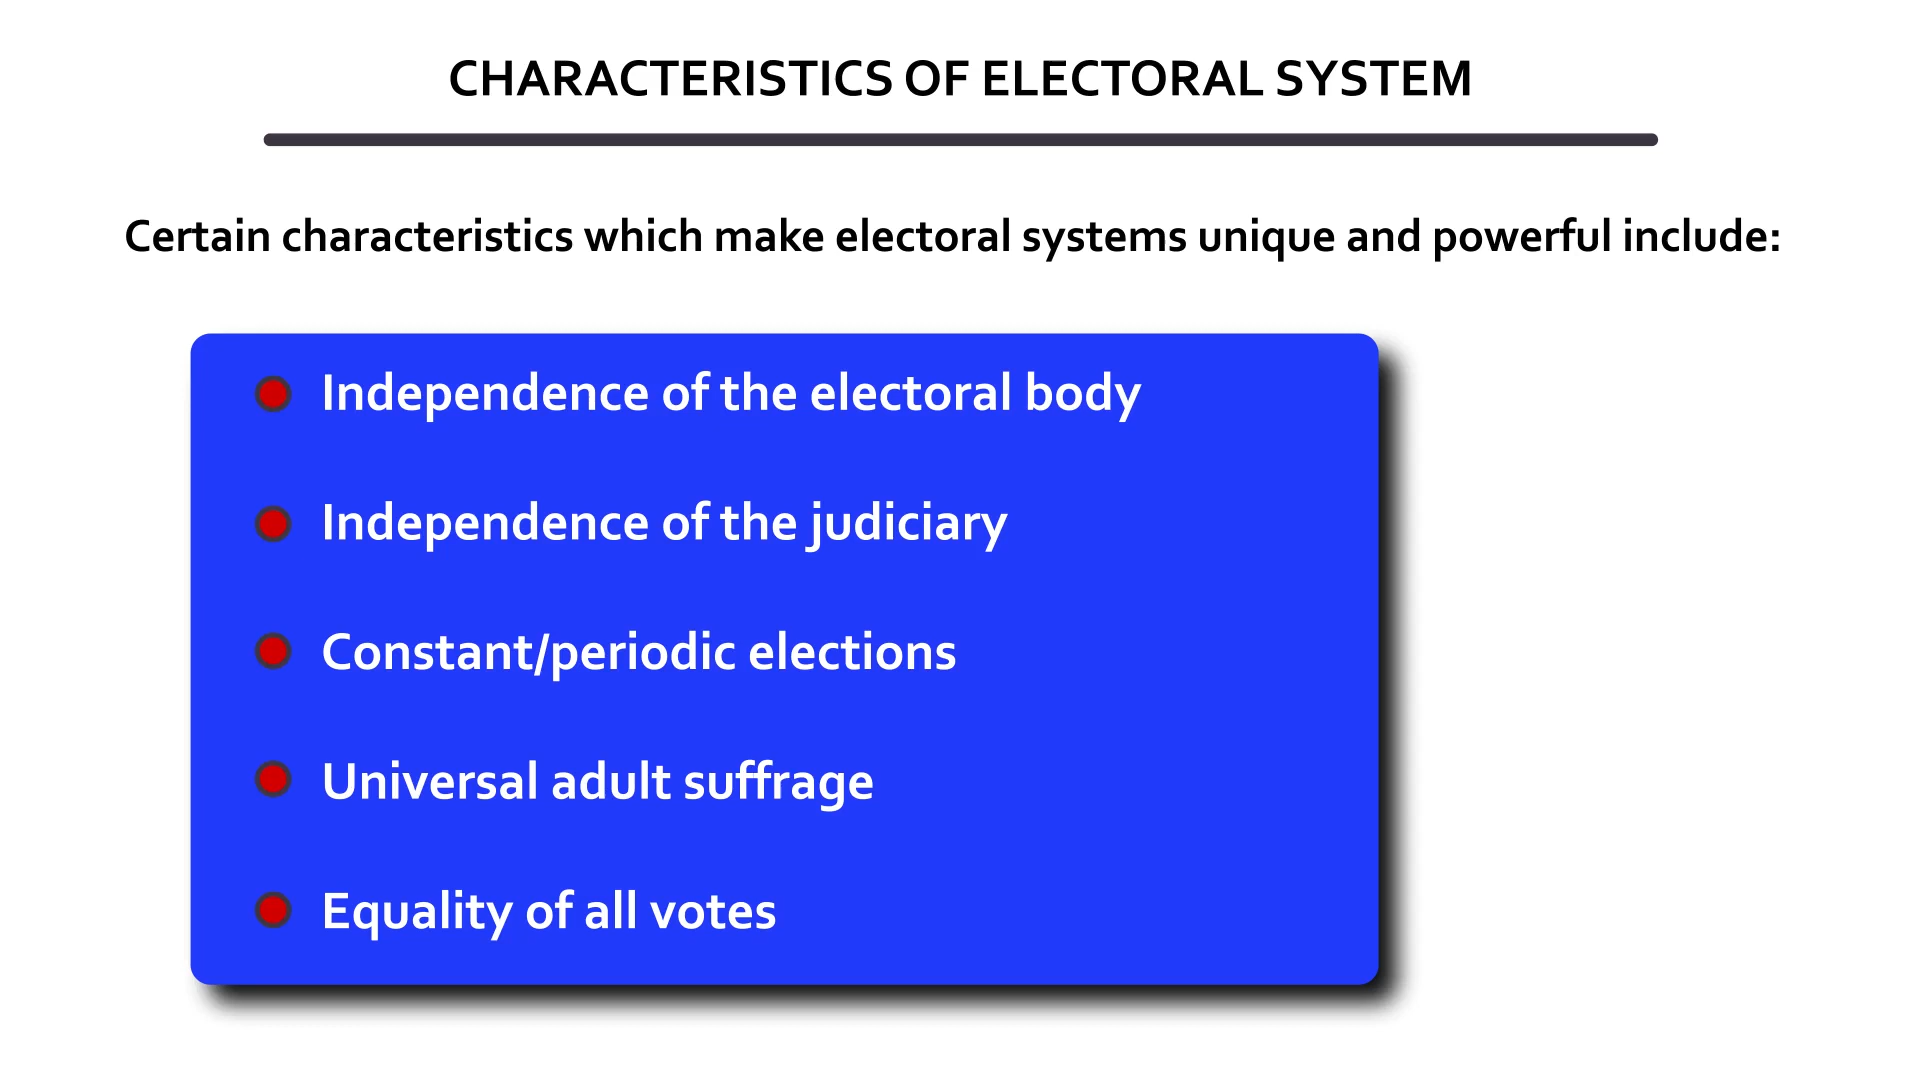 CHARACTERISTICS OF ELECTORAL SYSTEM
Certain characteristics which make electoral systems unique and powerful include:
Independence of the electoral body
Independence of the judiciary
Constant/periodic elections
Universal adult suffrage
Equality of all votes